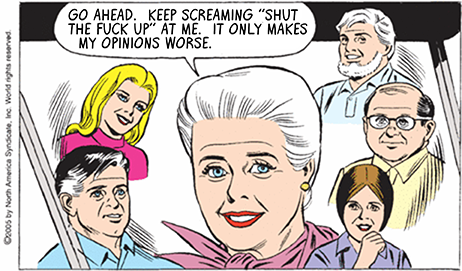 GO AHEAD. KEEP SCREAMING "SHUT
THE FUCK UP" AT ME. IT ONLY MAKES
MY OPINIONS WORSE.
©2005 by North America Syndicate, Inc. World rights reserved.